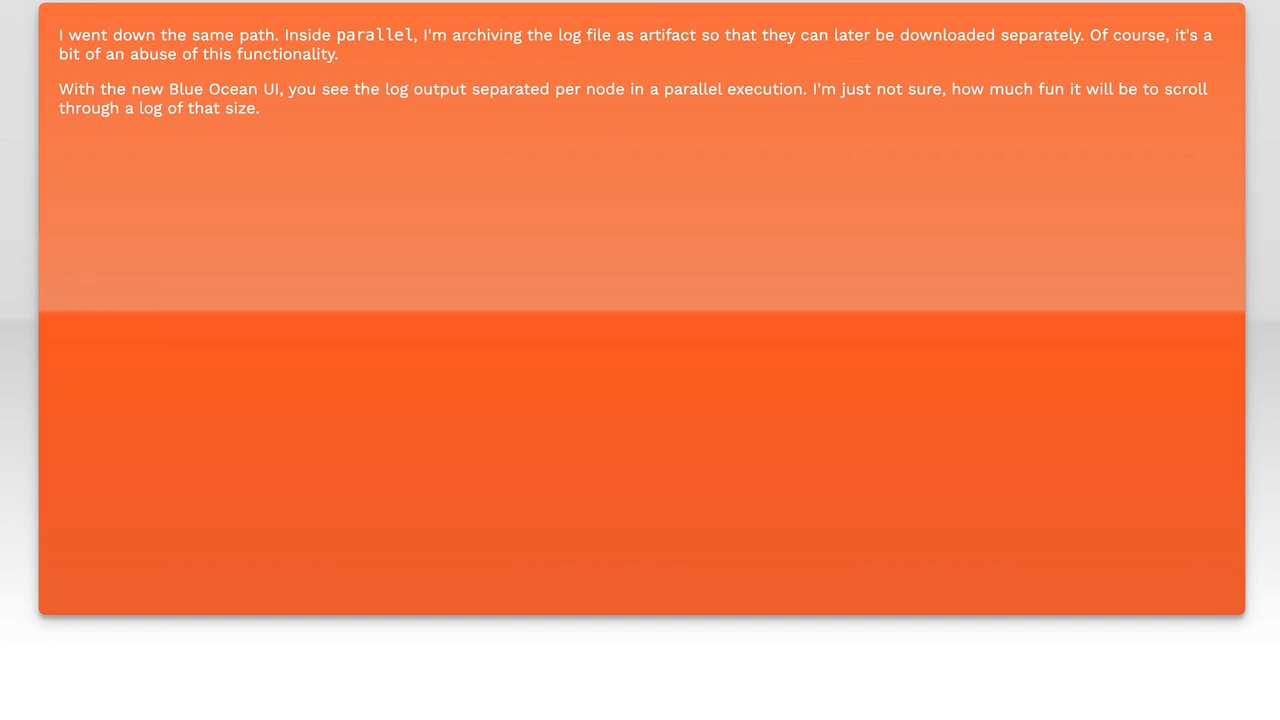 I went down the same path. Inside parallel, I'm archiving the log file as artifact so that they can later be downloaded separately. Of course, it's a
bit of an abuse of this functionality.
With the new Blue Ocean UI, you see the log output separated per node in a parallel execution. I'm just not sure, how much fun it will be to scroll
through a log of that size.